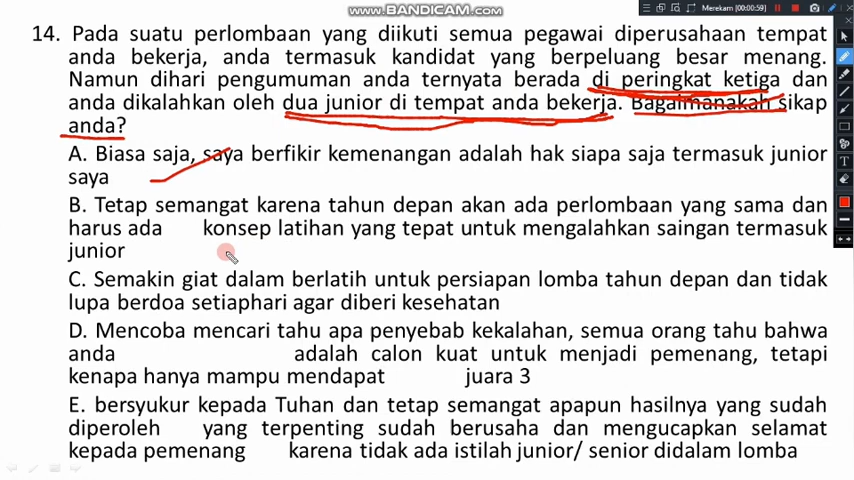 WWW.BANDICAM.COM
Merekam [00:00:59]
14. Pada suatu perlombaan yang diikuti semua pegawai diperusahaan tempat
anda bekerja, anda termasuk kandidat yang berpeluang besar menang.
Namun dihari pengumuman anda ternyata berada di peringkat ketiga dan
anda dikalahkan oleh dua junior di tempat anda bekerja. Bagaimanakah sikap
anda?
A. Biasa saja, saya berfikir kemenangan adalah hak siapa saja termasuk junior
saya
B. Tetap semangat karena tahun depan akan ada perlombaan yang sama dan
harus ada konsep latihan yang tepat untuk mengalahkan saingan termasuk
junior
C. Semakin giat dalam berlatih untuk persiapan lomba tahun depan dan tidak
lupa berdoa setiaphari agar diberi kesehatan
D. Mencoba mencari tahu apa penyebab kekalahan, semua orang tahu bahwa
anda adalah calon kuat untuk menjadi pemenang, tetapi
kenapa hanya mampu mendapat juara 3
E. bersyukur kepada Tuhan dan tetap semangat apapun hasilnya yang sudah
diperoleh yang terpenting sudah berusaha dan mengucapkan selamat
kepada pemenang karena tidak ada istilah junior/ senior didalam lomba